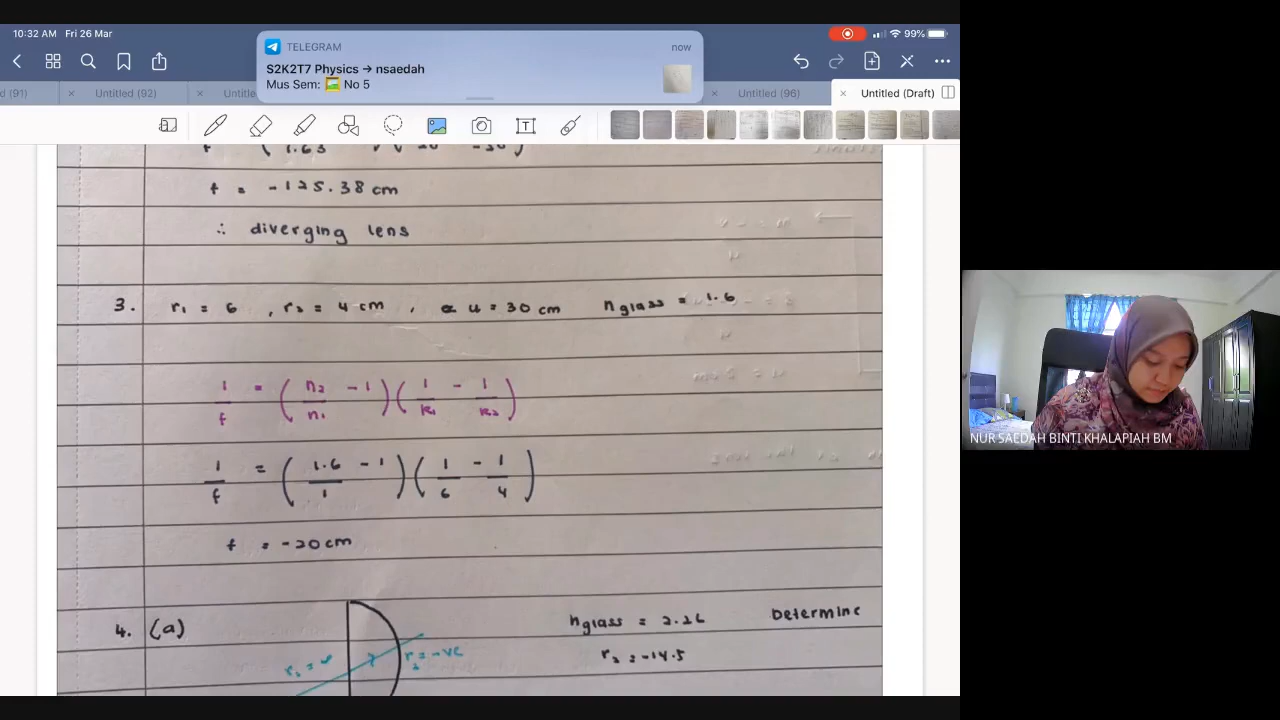 10:32 AM Fri 26 Mar
99%
TELEGRAM
now
S2K2T7 Physics → nsaedah
Mus Sem: 🖼️ No 5
d (91)
Untitled (92)
Untitle
Untitled (96)
Untitled (Draft)
f = -125.38 cm
∴ diverging lens
3. r₁ = 6 , r₂ = 4 cm , u = 30 cm n glass = 1.6
1/f = (n₂/n₁ - 1)(1/R₁ - 1/R₂)
1/f = (1.6/1 - 1)(1/6 - 1/4)
f = -20 cm
4. (a) n glass = 2.26 Determine
r₁ = ∞ r₂ = -ve r₂ = -14.5
NUR SAEDAH BINTI KHALAPIAH BM